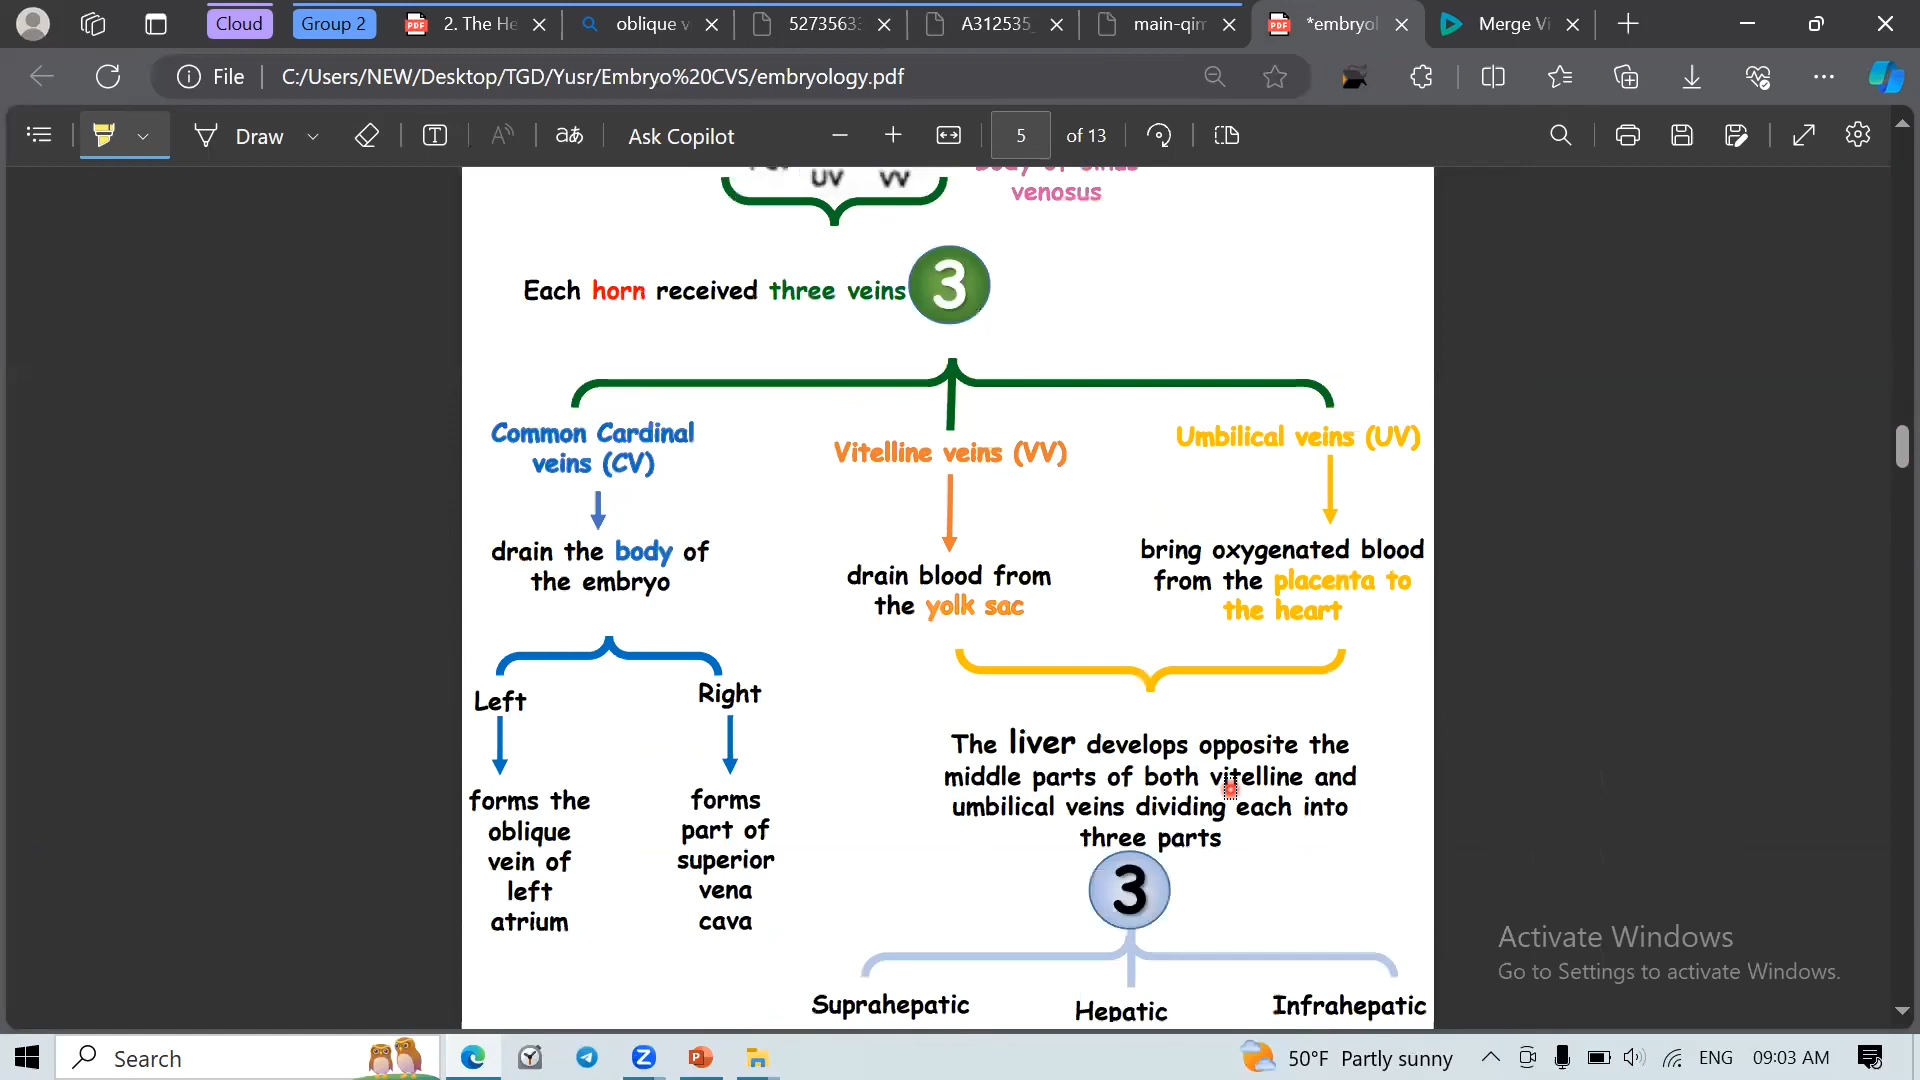 Cloud
Group 2
2. The He
oblique v
5273563
A312535_
main-qim
*embryol
Merge Vi
File
C:/Users/NEW/Desktop/TGD/Yusr/Embryo%20CVS/embryology.pdf
Draw
Ask Copilot
5 of 13
UV VV
venosus
Each horn received three veins 3
Common Cardinal
veins (CV)
drain the body of
the embryo
Left
forms the
oblique
vein of
left
atrium
Right
forms
part of
superior
vena
cava
Vitelline veins (VV)
drain blood from
the yolk sac
Umbilical veins (UV)
bring oxygenated blood
from the placenta to
the heart
The liver develops opposite the
middle parts of both vitelline and
umbilical veins dividing each into
three parts
3
Suprahepatic
Hepatic
Infrahepatic
Activate Windows
Go to Settings to activate Windows.
Search
50°F Partly sunny
ENG
09:03 AM